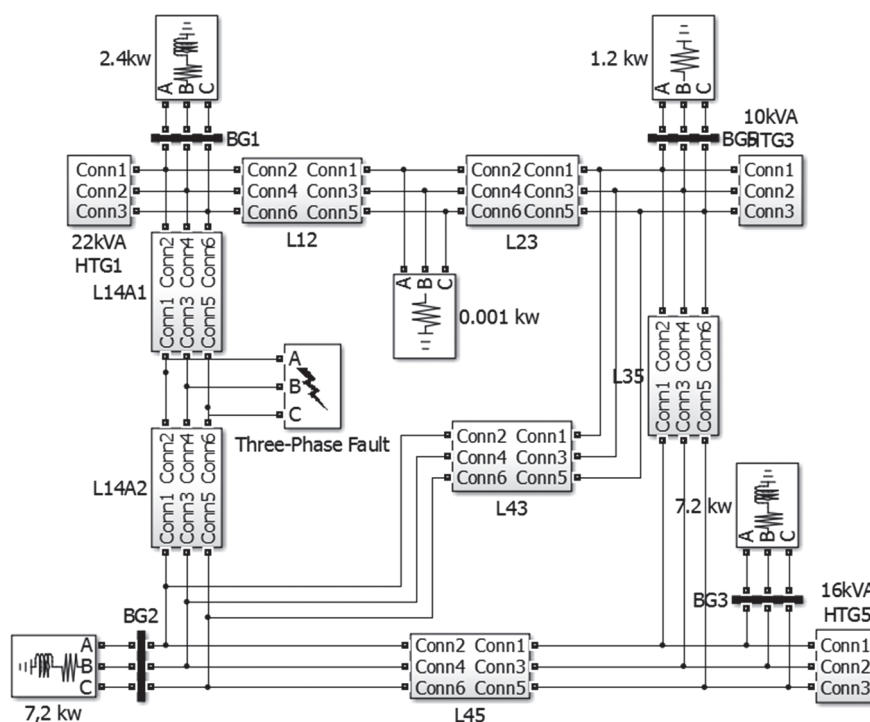 2.4kw
A B C
BG1
1.2 kw
A B C
BG5
10kVA
HTG3
Conn1
Conn2
Conn3
22kVA
HTG1
Conn2 Conn1
Conn4 Conn3
Conn6 Conn5
L12
Conn2 Conn1
Conn4 Conn3
Conn6 Conn5
L23
Conn1
Conn2
Conn3
L14A1
Conn1 Conn2
Conn3 Conn4
Conn5 Conn6
A B C
0.001 kw
L35
Conn1 Conn2
Conn3 Conn4
Conn5 Conn6
A
B
C
Three-Phase Fault
L14A2
Conn1 Conn2
Conn3 Conn4
Conn5 Conn6
Conn2 Conn1
Conn4 Conn3
Conn6 Conn5
L43
7.2 kw
A B C
BG3
16kVA
HTG5
Conn1
Conn2
Conn3
BG2
A
B
C
7,2 kw
Conn2 Conn1
Conn4 Conn3
Conn6 Conn5
L45